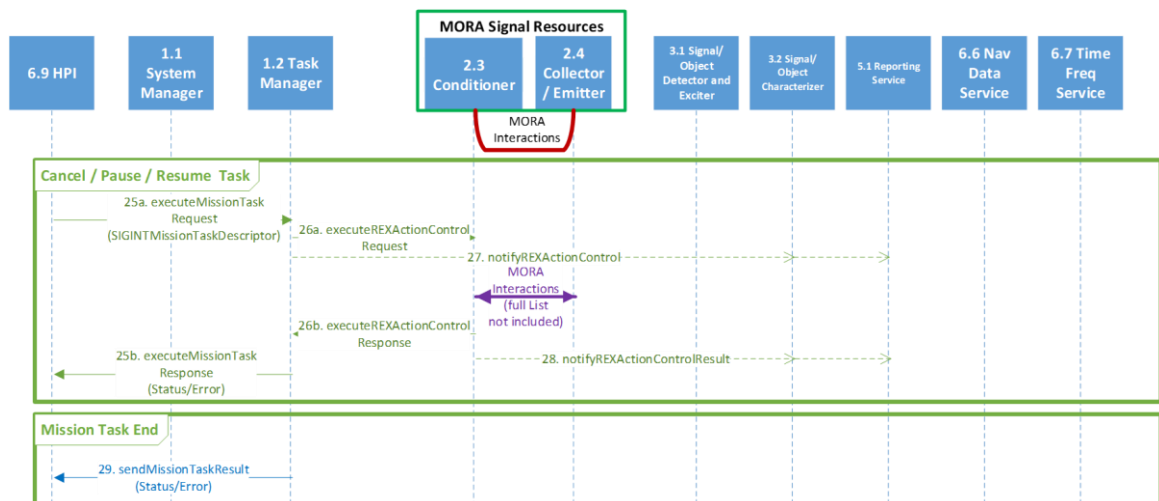 MORA Signal Resources
6.9 HPI
1.1
System
Manager
1.2 Task
Manager
2.3
Conditioner
2.4
Collector
/ Emitter
3.1 Signal/
Object
Detector and
Exciter
3.2 Signal/
Object
Characterizer
5.1 Reporting
Service
6.6 Nav
Data
Service
6.7 Time
Freq
Service
MORA
Interactions
Cancel / Pause / Resume Task
25a. executeMissionTask
Request
(SIGINTMissionTaskDescriptor)
26a. executeREXActionControl
Request
27. notifyREXActionControl
MORA
Interactions
(full List
not included)
26b. executeREXActionControl
Response
25b. executeMissionTask
Response
(Status/Error)
28. notifyREXActionControlResult
Mission Task End
29. sendMissionTaskResult
(Status/Error)